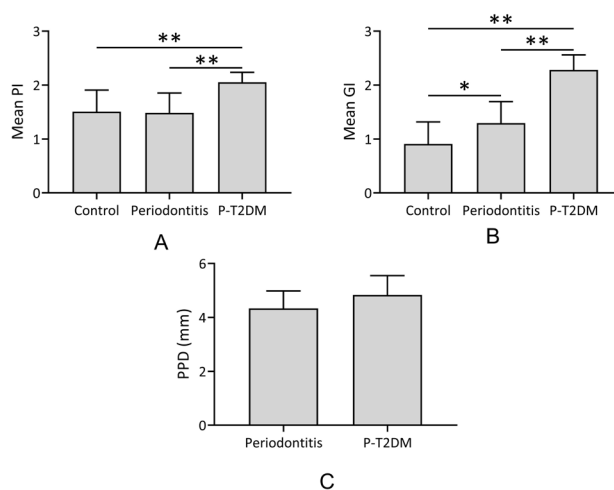 3
**
**
2
Mean PI
1
0
Control Periodontitis P-T2DM
A
3
**
**
2
*
Mean GI
1
0
Control Periodontitis P-T2DM
B
6
4
PPD (mm)
2
0
Periodontitis P-T2DM
C